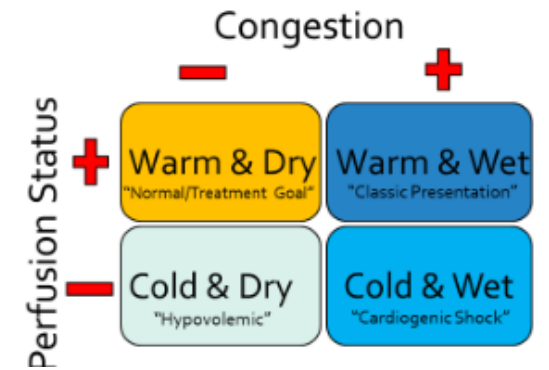 Congestion
Perfusion Status
Warm & Dry
"Normal/Treatment Goal"
Warm & Wet
"Classic Presentation"
Cold & Dry
"Hypovolemic"
Cold & Wet
"Cardiogenic Shock"